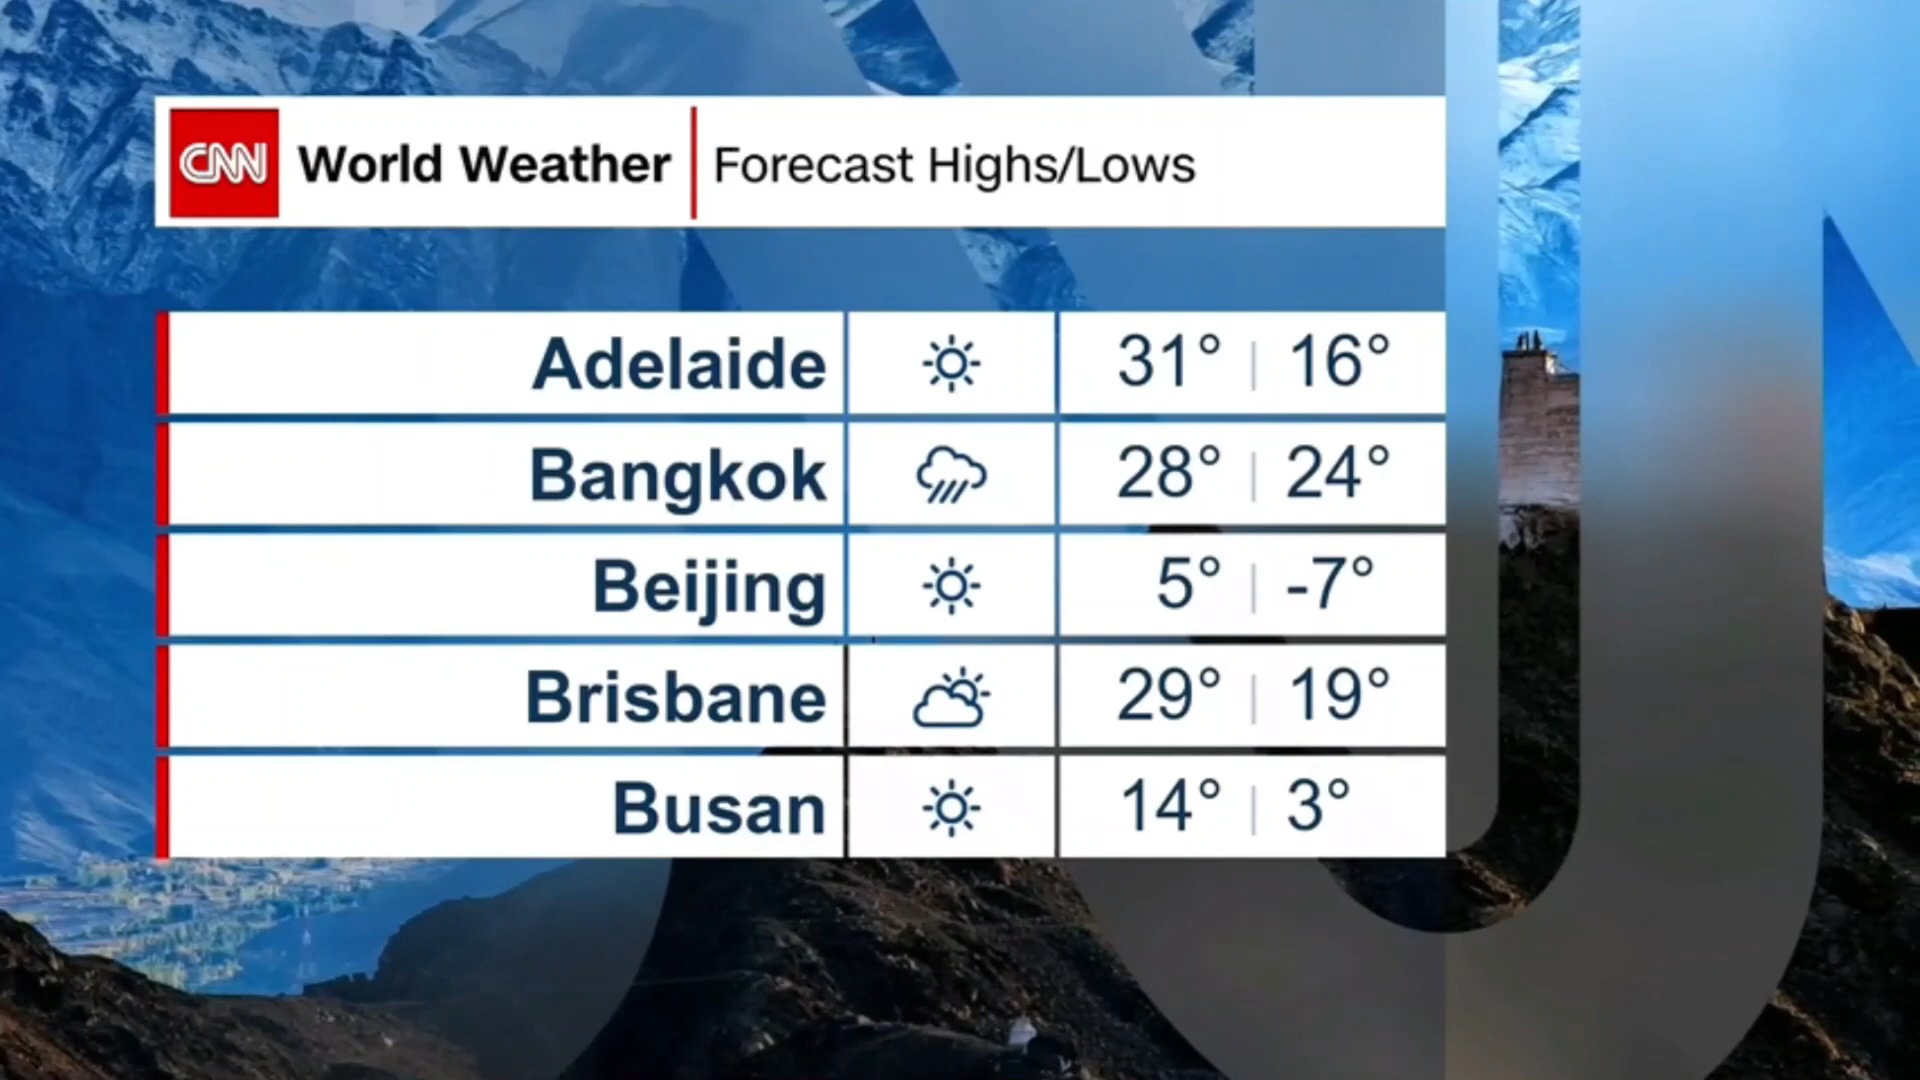 CNN World Weather | Forecast Highs/Lows
Adelaide 31° | 16°
Bangkok 28° | 24°
Beijing 5° | -7°
Brisbane 29° | 19°
Busan 14° | 3°